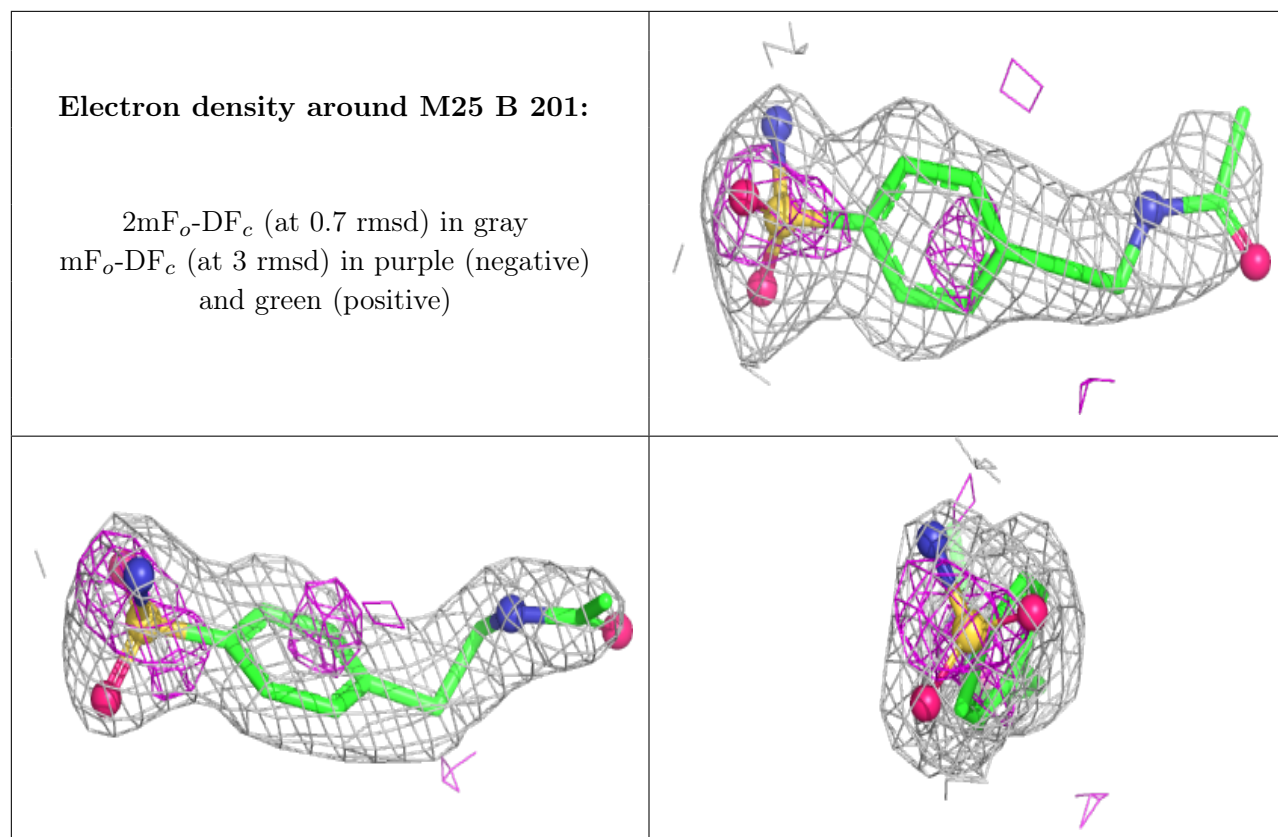 Electron density around M25 B 201:
2mFo-DFc (at 0.7 rmsd) in gray
mFo-DFc (at 3 rmsd) in purple (negative)
and green (positive)